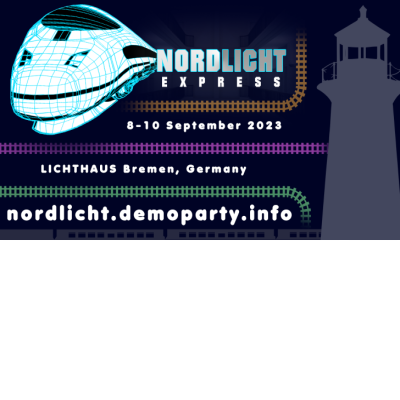 NORDLICHT
EXPRESS
8-10 September 2023
LICHTHAUS Bremen, Germany
nordlicht.demoparty.info